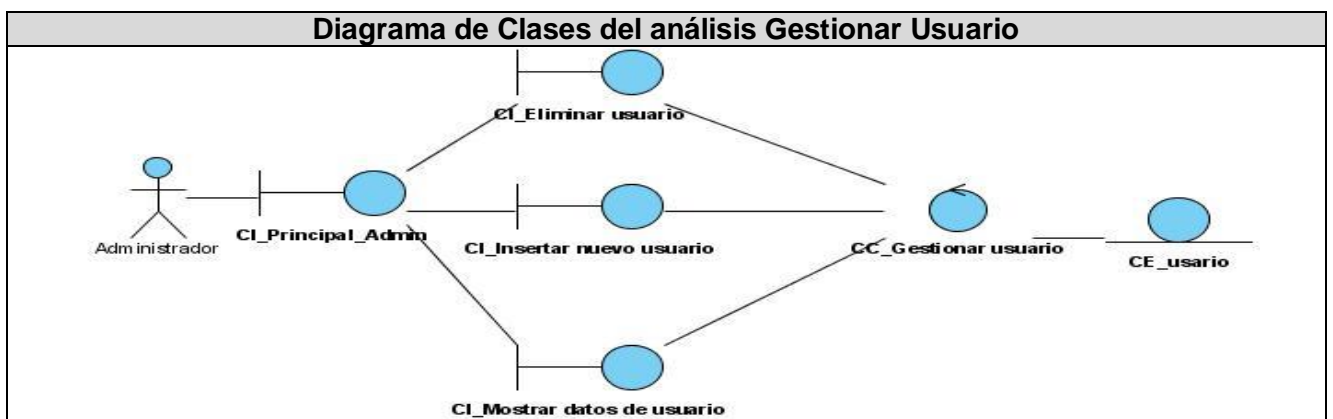 Diagrama de Clases del análisis Gestionar Usuario
CI_Eliminar usuario
Administrador
CI_Principal_Admin
CI_Insertar nuevo usuario
CC_Gestionar usuario
CE_usario
CI_Mostrar datos de usuario